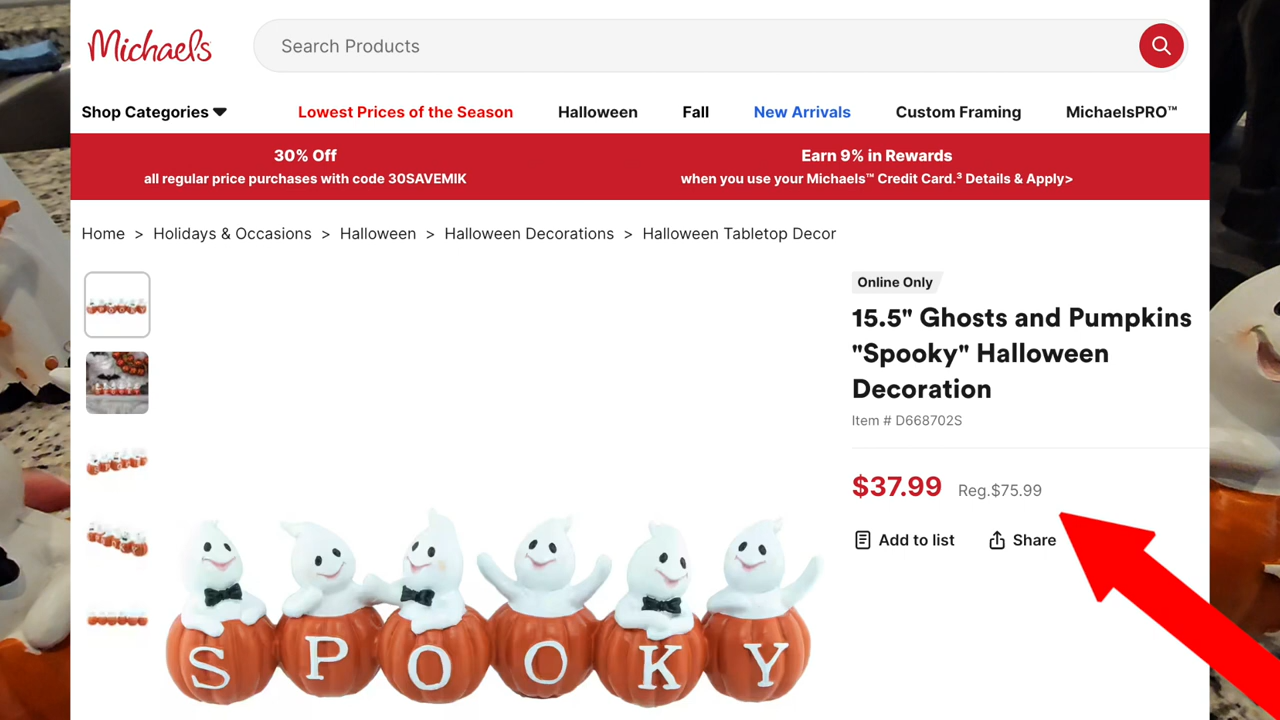 Michaels
Search Products
Shop Categories
Lowest Prices of the Season
Halloween
Fall
New Arrivals
Custom Framing
MichaelsPRO™
30% Off
all regular price purchases with code 30SAVEMIK
Earn 9% in Rewards
when you use your Michaels™ Credit Card.³ Details & Apply>
Home > Holidays & Occasions > Halloween > Halloween Decorations > Halloween Tabletop Decor
Online Only
15.5" Ghosts and Pumpkins
"Spooky" Halloween
Decoration
Item # D668702S
$37.99 Reg.$75.99
Add to list
Share
SPOOKY